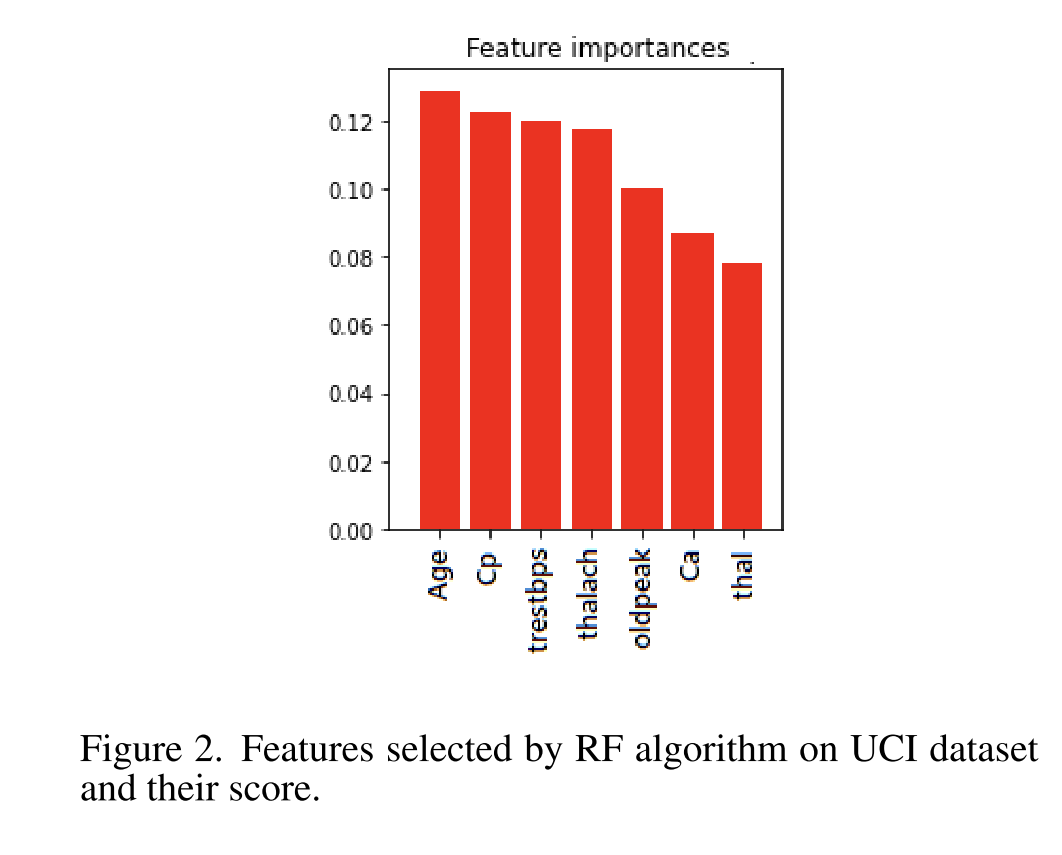 Feature importances
0.12
0.10
0.08
0.06
0.04
0.02
0.00
Age
Cp
trestbps
thalach
oldpeak
Ca
thal
Figure 2. Features selected by RF algorithm on UCI dataset
and their score.